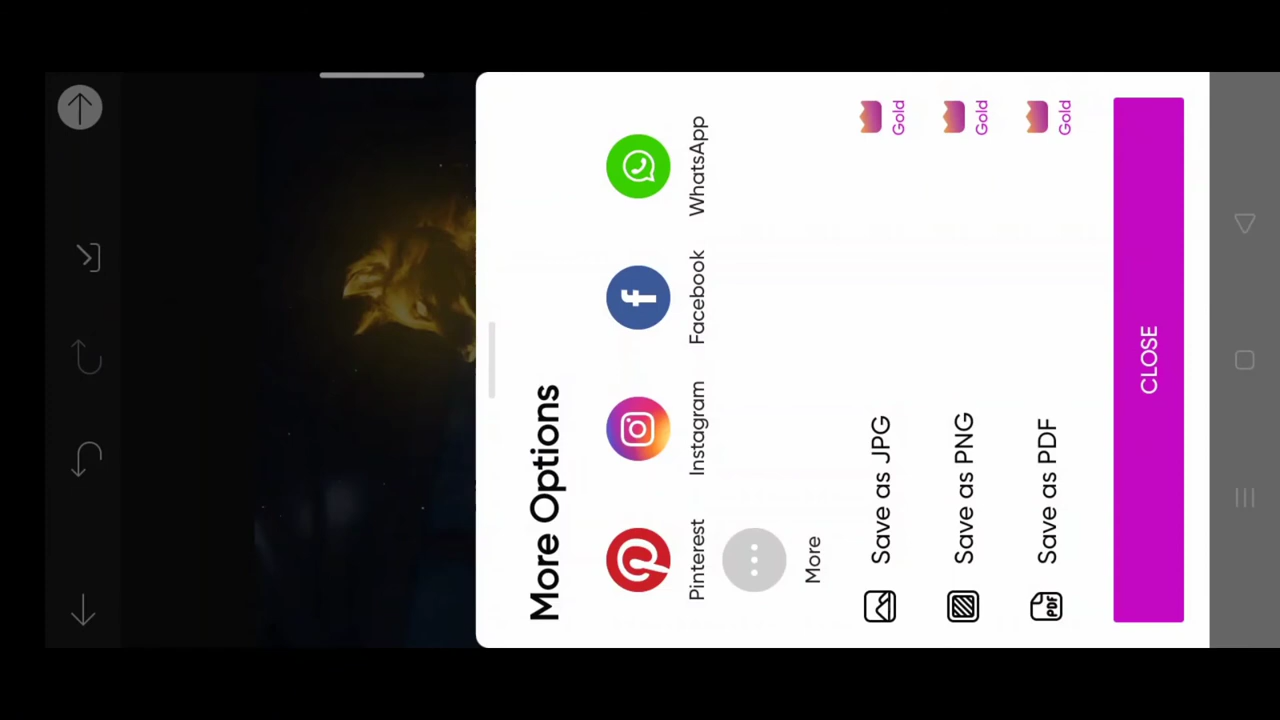 More Options
Pinterest Instagram Facebook WhatsApp
More
Save as JPG Gold
Save as PNG Gold
PDF Save as PDF Gold
CLOSE